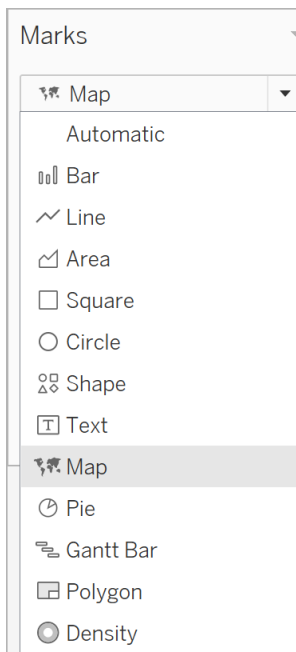 Marks
Map
Automatic
Bar
Line
Area
Square
Circle
Shape
Text
Map
Pie
Gantt Bar
Polygon
Density